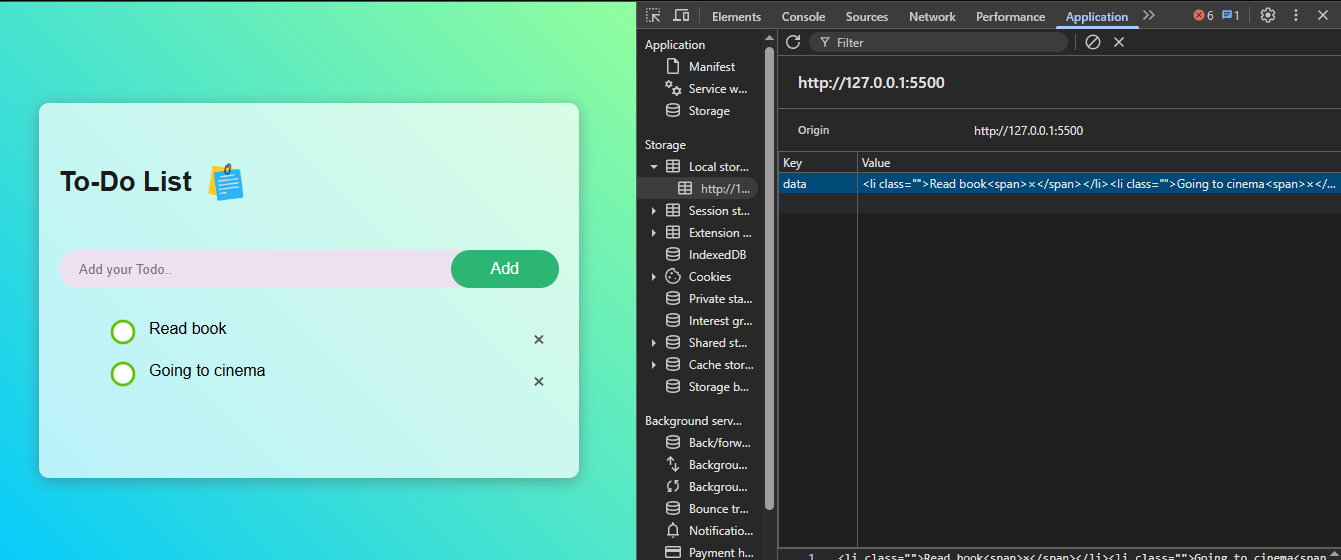 To-Do List
Add your Todo..
Add
Read book
×
Going to cinema
×
Elements Console Sources Network Performance Application 6 1
Application
Manifest
Service w...
Storage
Storage
Local stor...
http://1...
Session st...
Extension ...
IndexedDB
Cookies
Private sta...
Interest gr...
Shared st...
Cache stor...
Storage b...
Background serv...
Back/forw...
Backgrou...
Backgrou...
Bounce tr...
Notificatio...
Payment h...
Filter
http://127.0.0.1:5500
Origin http://127.0.0.1:5500
Key Value
data <li class="">Read book<span>×</span></li><li class="">Going to cinema<span>×</...
1 <li class="">Read book<span>×</span></li><li class="">Going to cinema<span